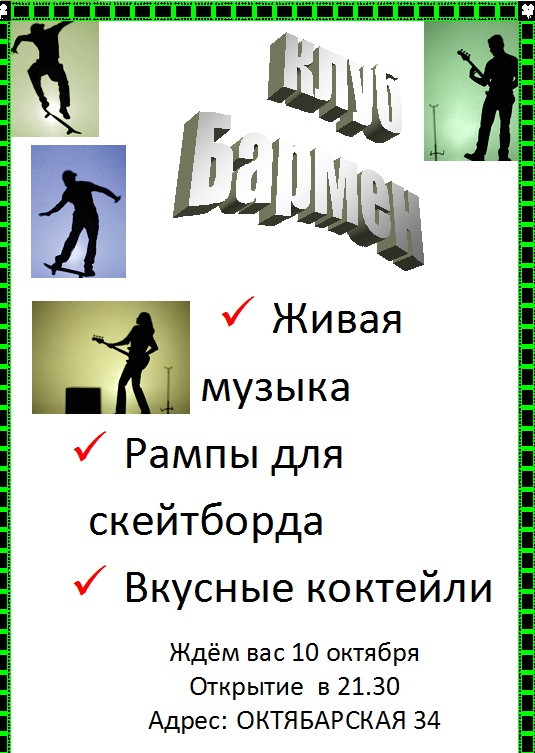 клуб
Бармен
Живая
музыка
Рампы для
скейтборда
Вкусные коктейли
Ждём вас 10 октября
Открытие в 21.30
Адрес: ОКТЯБАРСКАЯ 34